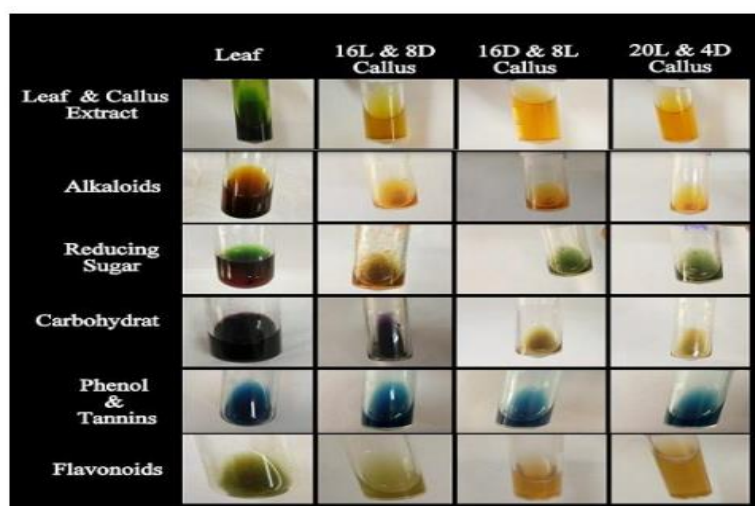 Leaf
16L & 8D
Callus
16D & 8L
Callus
20L & 4D
Callus
Leaf & Callus
Extract
Alkaloids
Reducing
Sugar
Carbohydrat
Phenol
&
Tannins
Flavonoids